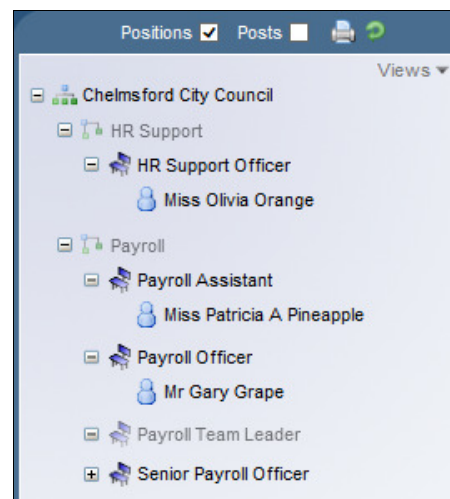 Positions Posts
Views
Chelmsford City Council
HR Support
HR Support Officer
Miss Olivia Orange
Payroll
Payroll Assistant
Miss Patricia A Pineapple
Payroll Officer
Mr Gary Grape
Payroll Team Leader
Senior Payroll Officer